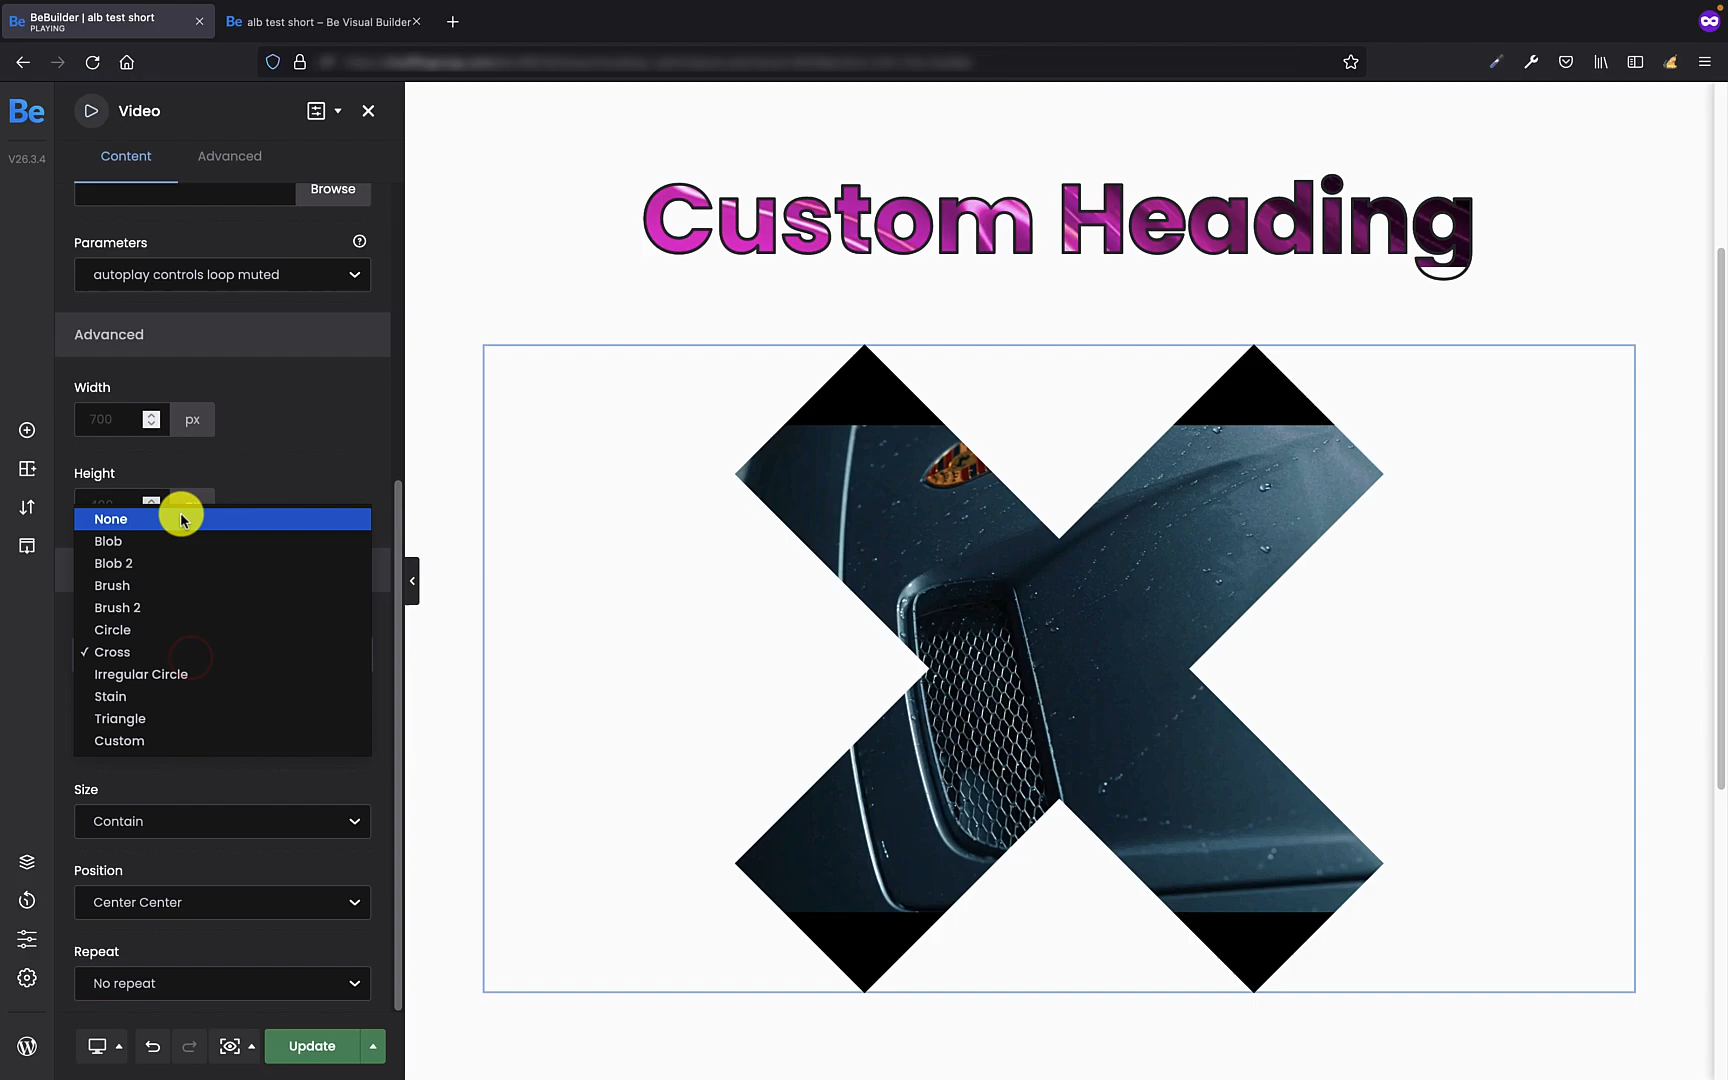 BeBuilder | alb test short
PLAYING
Be alb test short – Be Visual Builder
Be
V26.3.4
Video
Content
Advanced
Browse
Parameters
autoplay controls loop muted
Advanced
Width
700
px
Height
None
Blob
Blob 2
Brush
Brush 2
Circle
✓ Cross
Irregular Circle
Stain
Triangle
Custom
Size
Contain
Position
Center Center
Repeat
No repeat
Update
Custom Heading